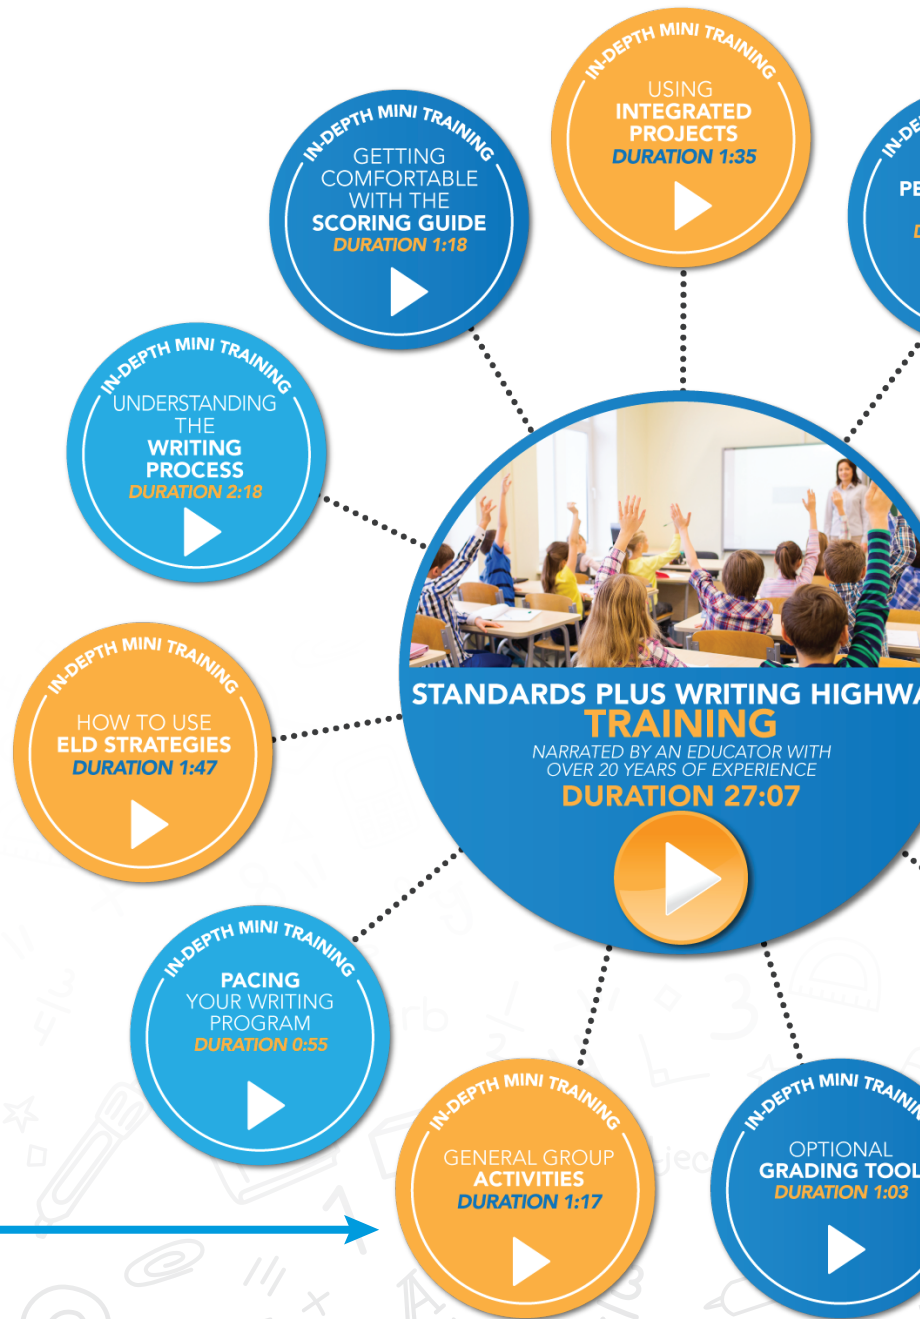 IN-DEPTH MINI TRAINING
USING
INTEGRATED
PROJECTS
DURATION 1:35
IN-DEPTH MINI TRAINING
GETTING
COMFORTABLE
WITH THE
SCORING GUIDE
DURATION 1:18
IN-DEPTH MINI TRAINING
UNDERSTANDING
THE
WRITING
PROCESS
DURATION 2:18
IN-DEPTH MINI TRAINING
HOW TO USE
ELD STRATEGIES
DURATION 1:47
STANDARDS PLUS WRITING
TRAINING
NARRATED BY AN EDUCATOR WITH
OVER 20 YEARS OF EXPERIENCE
DURATION 27:07
IN-DEPTH MINI TRAINING
PACING
YOUR WRITING
PROGRAM
DURATION 0:55
IN-DEPTH MINI TRAINING
GENERAL GROUP
ACTIVITIES
DURATION 1:17
IN-DEPTH MINI
OPTIONAL
GRADING
DURATION 1:03